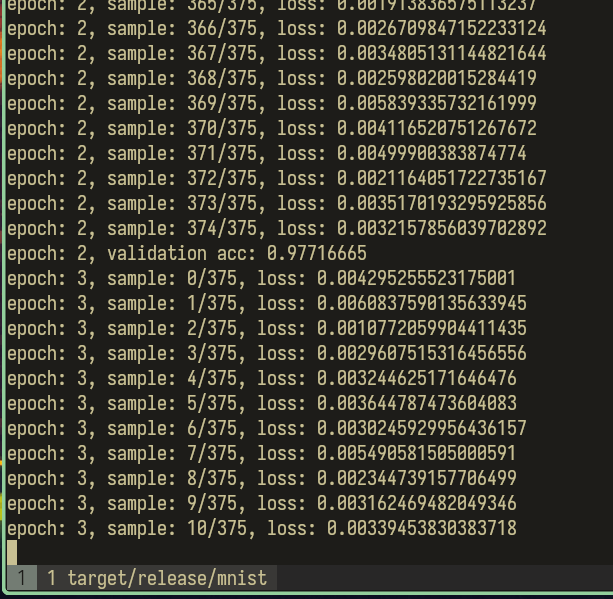 epoch: 2, sample: 365/375, loss: 0.001913836575113237
epoch: 2, sample: 366/375, loss: 0.0026709847152233124
epoch: 2, sample: 367/375, loss: 0.0034805131144821644
epoch: 2, sample: 368/375, loss: 0.002598020015284419
epoch: 2, sample: 369/375, loss: 0.005839335732161999
epoch: 2, sample: 370/375, loss: 0.004116520751267672
epoch: 2, sample: 371/375, loss: 0.00499900383874774
epoch: 2, sample: 372/375, loss: 0.0021164051722735167
epoch: 2, sample: 373/375, loss: 0.0035170193295925856
epoch: 2, sample: 374/375, loss: 0.0032157856039702892
epoch: 2, validation acc: 0.97716665
epoch: 3, sample: 0/375, loss: 0.004295255523175001
epoch: 3, sample: 1/375, loss: 0.0060837590135633945
epoch: 3, sample: 2/375, loss: 0.0010772059904411435
epoch: 3, sample: 3/375, loss: 0.0029607515316456556
epoch: 3, sample: 4/375, loss: 0.003244625171646476
epoch: 3, sample: 5/375, loss: 0.003644787473604083
epoch: 3, sample: 6/375, loss: 0.0030245929956436157
epoch: 3, sample: 7/375, loss: 0.005490581505000591
epoch: 3, sample: 8/375, loss: 0.002344739157706499
epoch: 3, sample: 9/375, loss: 0.003162469482049346
epoch: 3, sample: 10/375, loss: 0.00339453830383718
1 1 target/release/mnist